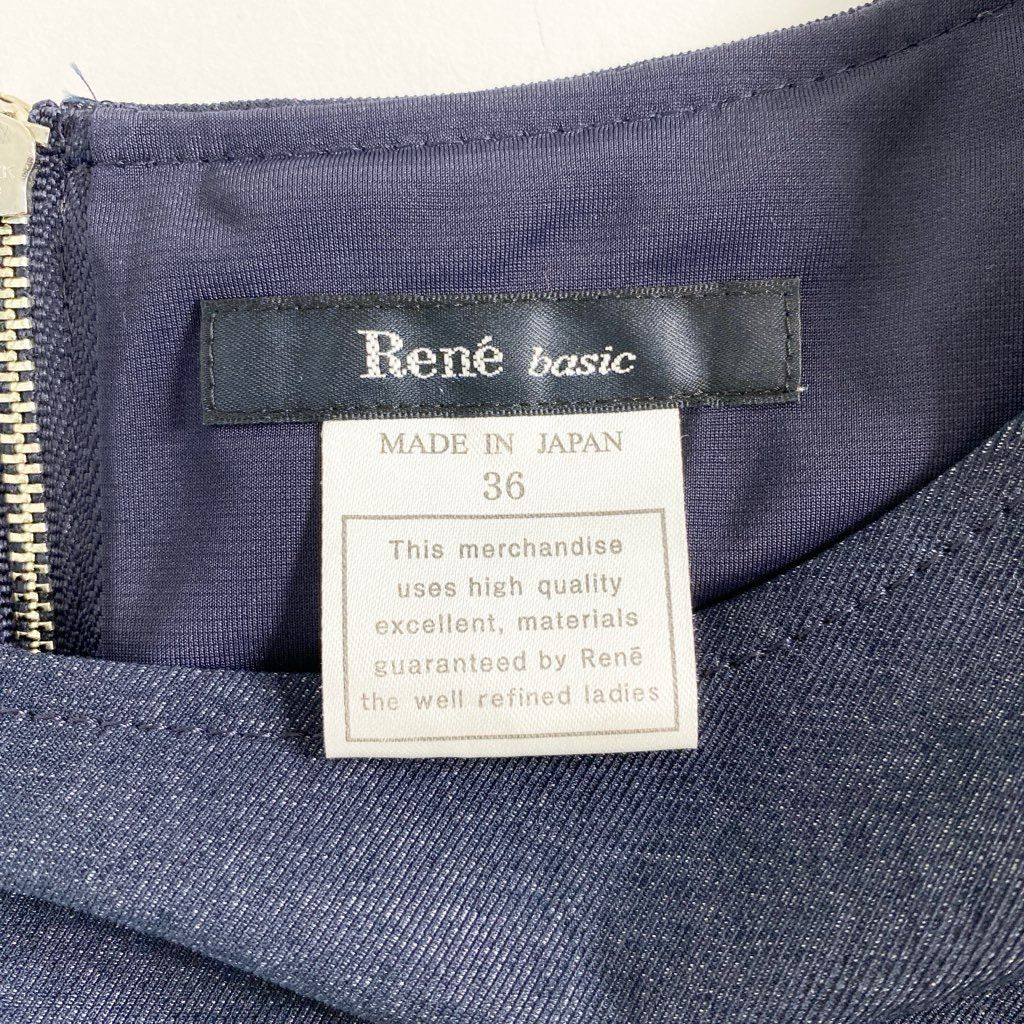 René basic
MADE IN JAPAN
36
This merchandise
uses high quality
excellent, materials
guaranteed by Renē
the well refined ladies